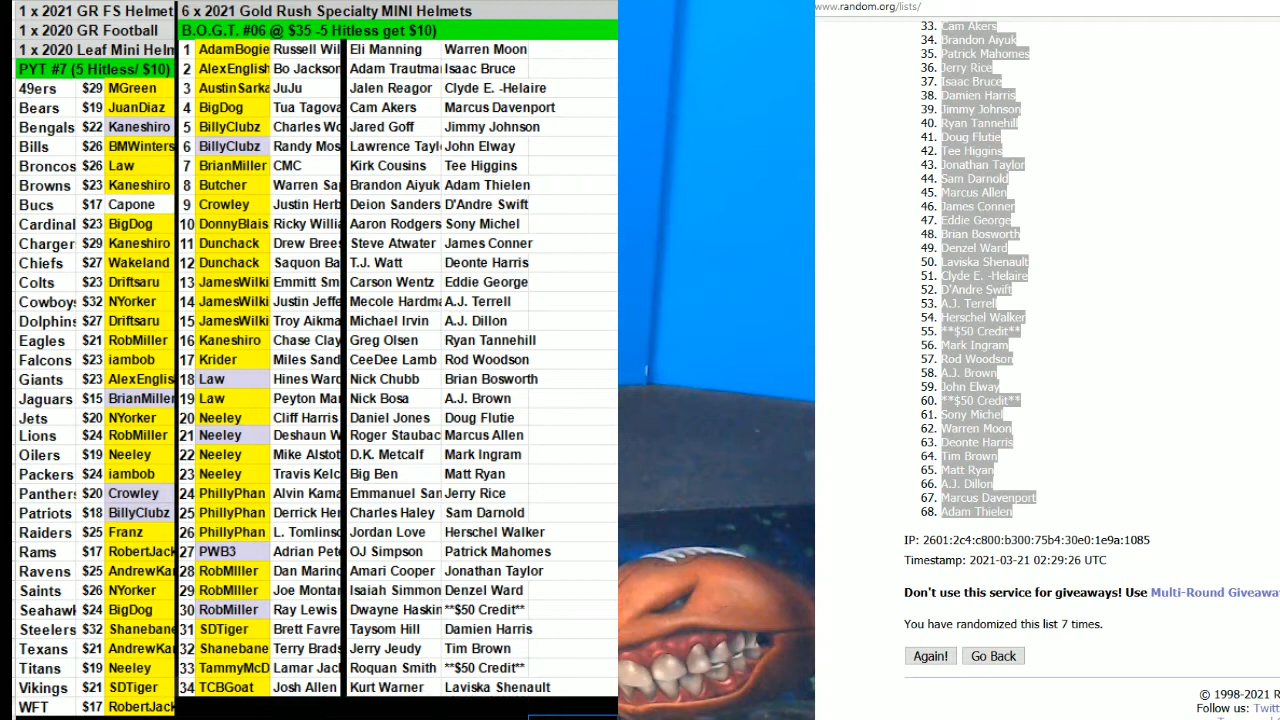 1 x 2021 GR FS Helmet
1 x 2020 GR Football
1 x 2020 Leaf Mini Helm
PYT #7 (5 Hitless/ $10)
49ers $29 MGreen
Bears $19 JuanDiaz
Bengals $22 Kaneshiro
Bills $26 BMWinters
Broncos $26 Law
Browns $23 Kaneshiro
Bucs $17 Capone
Cardinal $23 BigDog
Charger $29 Kaneshiro
Chiefs $27 Wakeland
Colts $23 Driftsaru
Cowboys $32 NYorker
Dolphins $27 Driftsaru
Eagles $21 RobMiller
Falcons $23 iambob
Giants $23 AlexEnglis
Jaguars $15 BrianMiller
Jets $20 NYorker
Lions $24 RobMiller
Oilers $19 Neeley
Packers $24 iambob
Panthers $20 Crowley
Patriots $18 BillyClubz
Raiders $25 Franz
Rams $17 RobertJack
Ravens $25 AndrewKar
Saints $26 NYorker
Seahawk $24 BigDog
Steelers $32 Shanebane
Texans $21 AndrewKar
Titans $19 Neeley
Vikings $21 SDTiger
WFT $17 RobertJack
6 x 2021 Gold Rush Specialty MINI Helmets
B.O.G.T. #06 @ $35 -5 Hitless get $10)
1 AdamBogie Russell Wil Eli Manning Warren Moon
2 AlexEnglish Bo Jackson Adam Trautma Isaac Bruce
3 AustinSarka JuJu Jalen Reagor Clyde E. -Helaire
4 BigDog Tua Tagova Cam Akers Marcus Davenport
5 BillyClubz Charles Wo Jared Goff Jimmy Johnson
6 BillyClubz Randy Mos Lawrence Tayl John Elway
7 BrianMiller CMC Kirk Cousins Tee Higgins
8 Butcher Warren Sap Brandon Aiyuk Adam Thielen
9 Crowley Justin Herb Deion Sanders D'Andre Swift
10 DonnyBlais Ricky Willia Aaron Rodgers Sony Michel
11 Dunchack Drew Brees Steve Atwater James Conner
12 Dunchack Saquon Ba T.J. Watt Deonte Harris
13 JamesWilki Emmitt Sm Carson Wentz Eddie George
14 JamesWilki Justin Jeffe Mecole Hardma A.J. Terrell
15 JamesWilki Troy Aikma Michael Irvin A.J. Dillon
16 Kaneshiro Chase Clay Greg Olsen Ryan Tannehill
17 Krider Miles Sand CeeDee Lamb Rod Woodson
18 Law Hines Ward Nick Chubb Brian Bosworth
19 Law Peyton Mar Nick Bosa A.J. Brown
20 Neeley Cliff Harris Daniel Jones Doug Flutie
21 Neeley Deshaun W Roger Staubac Marcus Allen
22 Neeley Mike Alstot D.K. Metcalf Mark Ingram
23 Neeley Travis Kelc Big Ben Matt Ryan
24 PhillyPhan Alvin Kama Emmanuel San Jerry Rice
25 PhillyPhan Derrick Her Charles Haley Sam Darnold
26 PhillyPhan L. Tomlinso Jordan Love Herschel Walker
27 PWB3 Adrian Pete OJ Simpson Patrick Mahomes
28 RobMIller Dan Marino Amari Cooper Jonathan Taylor
29 RobMIller Joe Montar Isaiah Simmon Denzel Ward
30 RobMiller Ray Lewis Dwayne Haskin **$50 Credit**
31 SDTiger Brett Favre Taysom Hill Damien Harris
32 Shanebane Terry Brads Jerry Jeudy Tim Brown
33 TammyMcD Lamar Jack Roquan Smith **$50 Credit**
34 TCBGoat Josh Allen Kurt Warner Laviska Shenault
www.random.org/lists/
33. Cam Akers
34. Brandon Aiyuk
35. Patrick Mahomes
36. Jerry Rice
37. Isaac Bruce
38. Damien Harris
39. Jimmy Johnson
40. Ryan Tannehill
41. Doug Flutie
42. Tee Higgins
43. Jonathan Taylor
44. Sam Darnold
45. Marcus Allen
46. James Conner
47. Eddie George
48. Brian Bosworth
49. Denzel Ward
50. Laviska Shenault
51. Clyde E. -Helaire
52. D'Andre Swift
53. A.J. Terrell
54. Herschel Walker
55. **$50 Credit**
56. Mark Ingram
57. Rod Woodson
58. A.J. Brown
59. John Elway
60. **$50 Credit**
61. Sony Michel
62. Warren Moon
63. Deonte Harris
64. Tim Brown
65. Matt Ryan
66. A.J. Dillon
67. Marcus Davenport
68. Adam Thielen
IP: 2601:2c4:c800:b300:75b4:30e0:1e9a:1085
Timestamp: 2021-03-21 02:29:26 UTC
Don't use this service for giveaways! Use Multi-Round Giveaway
You have randomized this list 7 times.
Again! Go Back
© 1998-2021 R
Follow us: Twitt